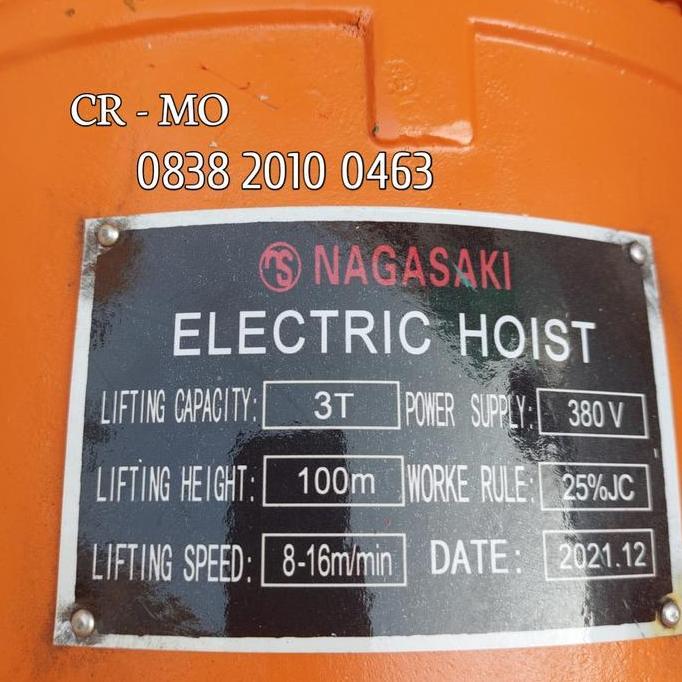 CR - MO
0838 2010 0463
NS NAGASAKI
ELECTRIC HOIST
LIFTING CAPACITY: 3T POWER SUPPLY: 380 V
LIFTING HEIGHT: 100m WORKE RULE: 25%JC
LIFTING SPEED: 8-16m/min DATE: 2021.12